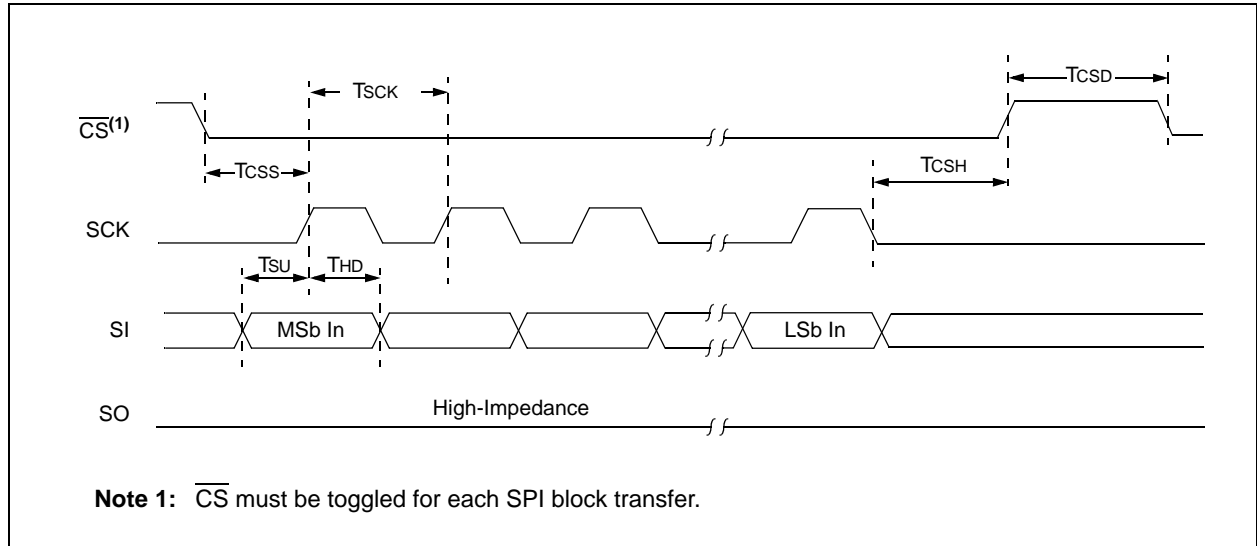 TSCK
TCSD
CS(1)
TCSS
TCSH
SCK
TSU
THD
SI
MSb In
LSb In
SO
High-Impedance
Note 1: CS must be toggled for each SPI block transfer.